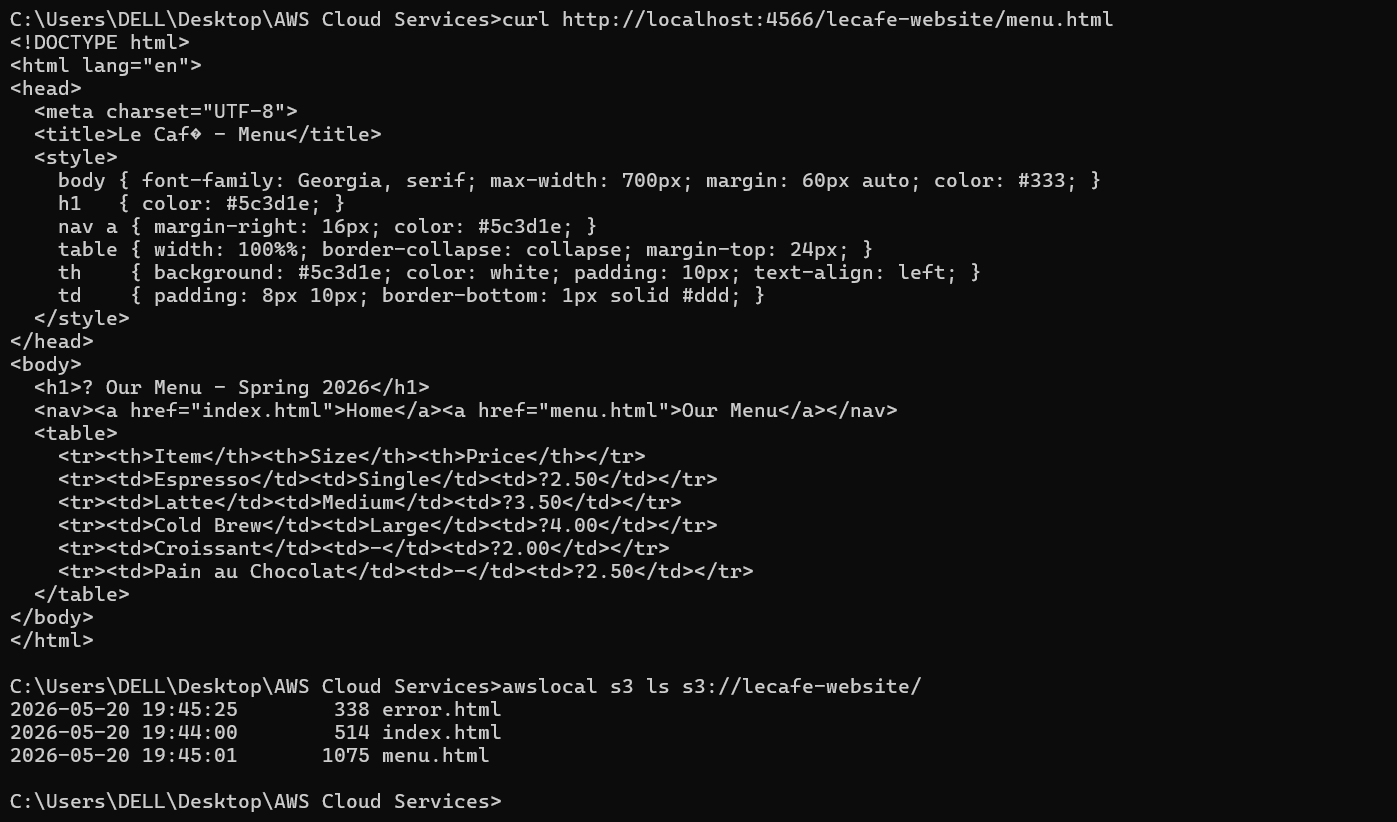 C:\Users\DELL\Desktop\AWS Cloud Services>curl http://localhost:4566/lecafe-website/menu.html
<!DOCTYPE html>
<html lang="en">
<head>
  <meta charset="UTF-8">
  <title>Le Caf� - Menu</title>
  <style>
    body { font-family: Georgia, serif; max-width: 700px; margin: 60px auto; color: #333; }
    h1   { color: #5c3d1e; }
    nav a { margin-right: 16px; color: #5c3d1e; }
    table { width: 100%%; border-collapse: collapse; margin-top: 24px; }
    th    { background: #5c3d1e; color: white; padding: 10px; text-align: left; }
    td    { padding: 8px 10px; border-bottom: 1px solid #ddd; }
  </style>
</head>
<body>
  <h1>? Our Menu - Spring 2026</h1>
  <nav><a href="index.html">Home</a><a href="menu.html">Our Menu</a></nav>
  <table>
    <tr><th>Item</th><th>Size</th><th>Price</th></tr>
    <tr><td>Espresso</td><td>Single</td><td>?2.50</td></tr>
    <tr><td>Latte</td><td>Medium</td><td>?3.50</td></tr>
    <tr><td>Cold Brew</td><td>Large</td><td>?4.00</td></tr>
    <tr><td>Croissant</td><td>-</td><td>?2.00</td></tr>
    <tr><td>Pain au Chocolat</td><td>-</td><td>?2.50</td></tr>
  </table>
</body>
</html>

C:\Users\DELL\Desktop\AWS Cloud Services>awslocal s3 ls s3://lecafe-website/
2026-05-20 19:45:25        338 error.html
2026-05-20 19:44:00        514 index.html
2026-05-20 19:45:01       1075 menu.html

C:\Users\DELL\Desktop\AWS Cloud Services>